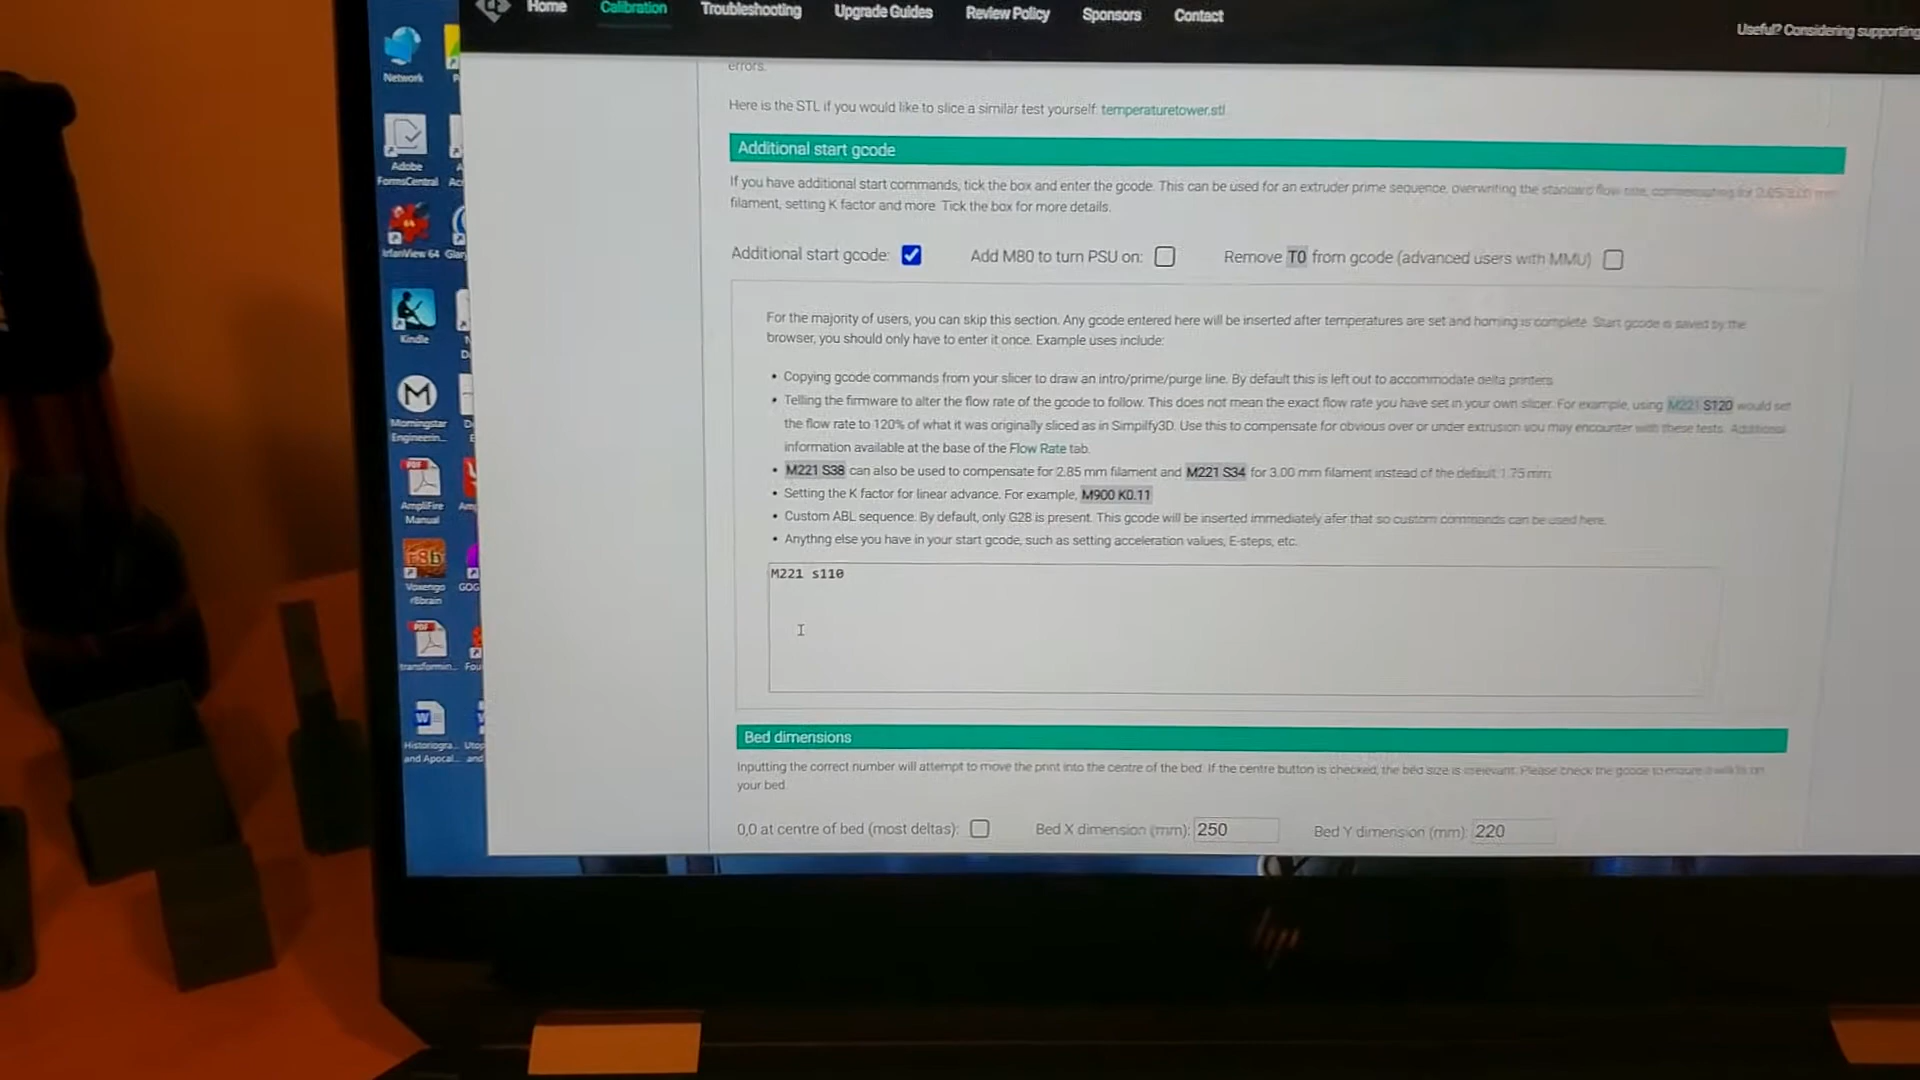 Home Calibration Troubleshooting Upgrade Guides Review Policy Sponsors Contact
Useful? Considering supporting
errors.
Here is the STL if you would like to slice a similar test yourself: temperaturetower.stl
Additional start gcode
If you have additional start commands, tick the box and enter the gcode. This can be used for an extruder prime sequence, overwriting the standard flow rate, compensating for 2.85/3.00 mm
filament, setting K factor and more. Tick the box for more details.
Additional start gcode: Add M80 to turn PSU on: Remove T0 from gcode (advanced users with MMU)
For the majority of users, you can skip this section. Any gcode entered here will be inserted after temperatures are set and homing is complete. Start gcode is saved by the
browser, you should only have to enter it once. Example uses include:
• Copying gcode commands from your slicer to draw an intro/prime/purge line. By default this is left out to accommodate delta printers.
• Telling the firmware to alter the flow rate of the gcode to follow. This does not mean the exact flow rate you have set in your own slicer. For example, using M221 S120 would set
the flow rate to 120% of what it was originally sliced as in Simpilfy3D. Use this to compensate for obvious over or under extrusion you may encounter with these tests. Additional
information available at the base of the Flow Rate tab.
• M221 S38 can also be used to compensate for 2.85 mm filament and M221 S34 for 3.00 mm filament instead of the default 1.75 mm.
• Setting the K factor for linear advance. For example, M900 K0.11
• Custom ABL sequence. By default, only G28 is present. This gcode will be inserted immediately afer that so custom commands can be used here.
• Anythng else you have in your start gcode, such as setting acceleration values, E-steps, etc.
M221 s110
Bed dimensions
Inputting the correct number will attempt to move the print into the centre of the bed. If the centre button is checked, the bed size is irrelevant. Please check the gcode to ensure it will fit on
your bed.
0,0 at centre of bed (most deltas): Bed X dimension (mm): 250 Bed Y dimension (mm): 220
Network
Adobe
FormsCentral
IrfanView 64
Kindle
Morningstar
Engineerin...
PDF
AmpliFire
Manual
r8b
Voxengo
r8brain
GOG
PDF
transformin...
Fou
W
Historiogra...
and Apocal...
Utop
and
hp